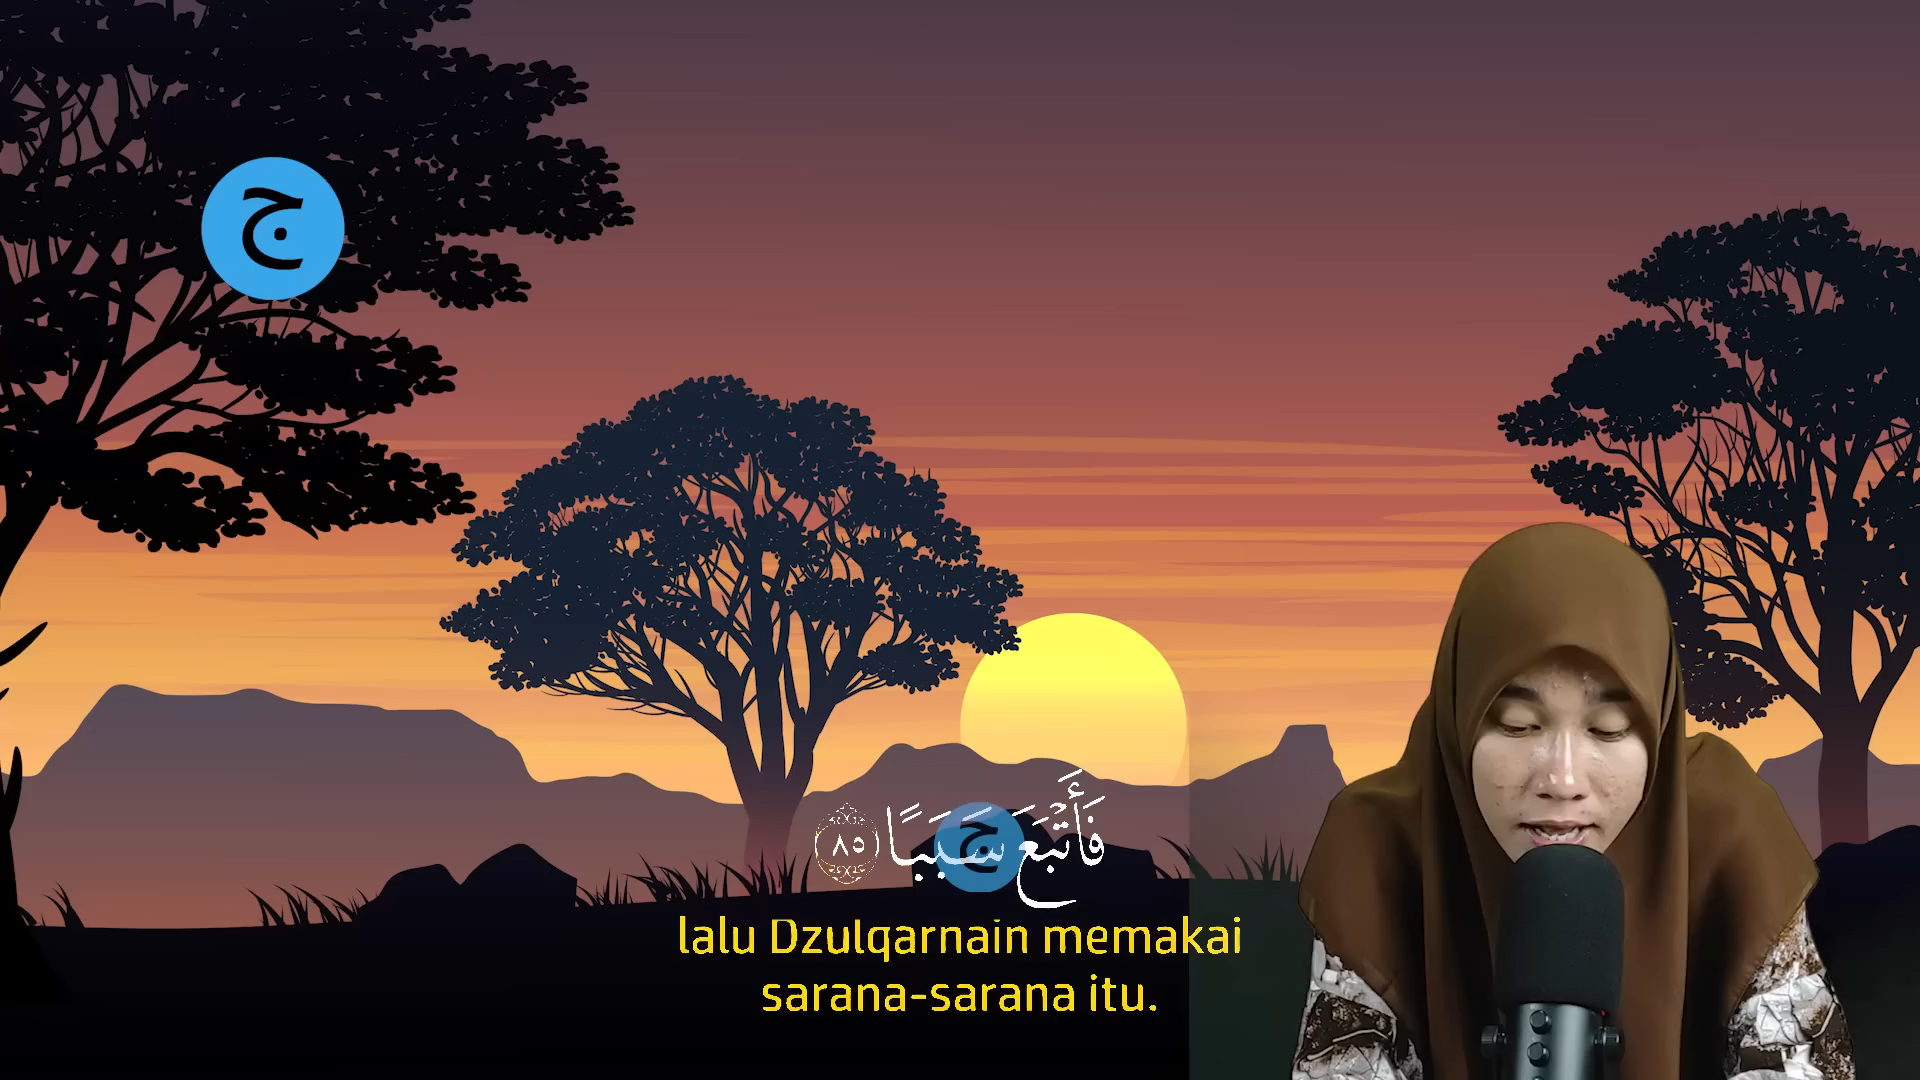 ج
فَأَتْبَعَ سَبَبًا ٨٥
ج
lalu Dzulqarnain memakai
sarana-sarana itu.